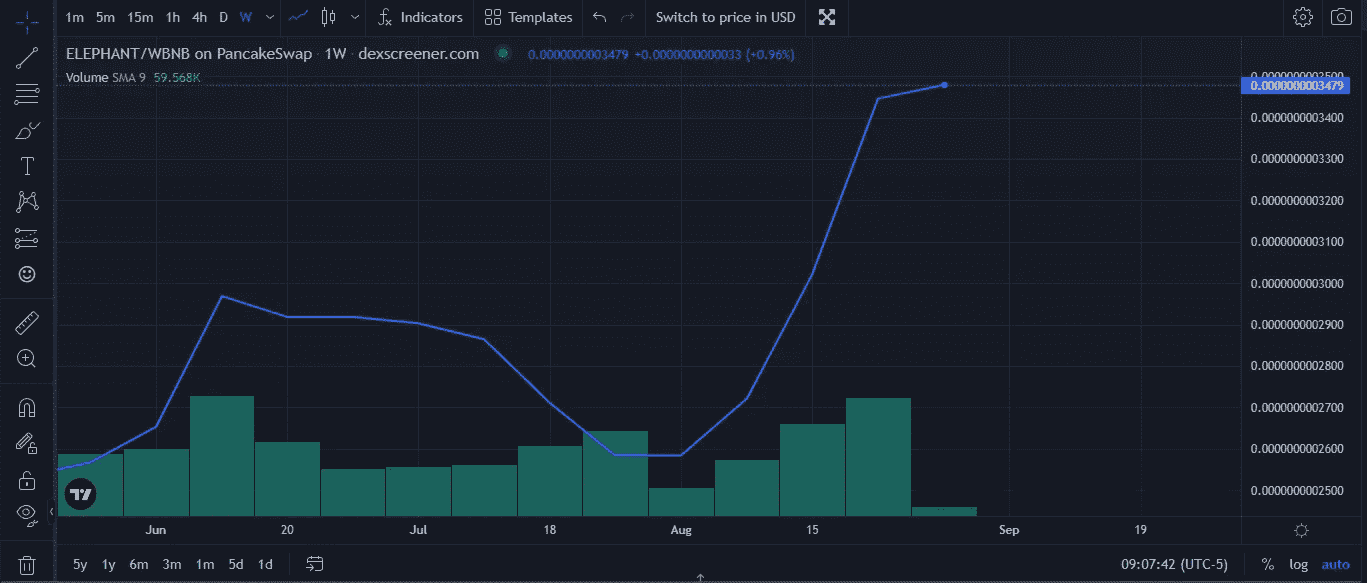 1m 5m 15m 1h 4h D W Indicators Templates Switch to price in USD
ELEPHANT/WBNB on PancakeSwap · 1W · dexscreener.com 0.0000000003479 +0.0000000000033 (+0.96%)
Volume SMA 9 59.568K
0.0000000003500
0.0000000003479
0.0000000003400
0.0000000003300
0.0000000003200
0.0000000003100
0.0000000003000
0.0000000002900
0.0000000002800
0.0000000002700
0.0000000002600
0.0000000002500
Jun 20 Jul 18 Aug 15 Sep 19
5y 1y 6m 3m 1m 5d 1d 09:07:42 (UTC-5) % log auto